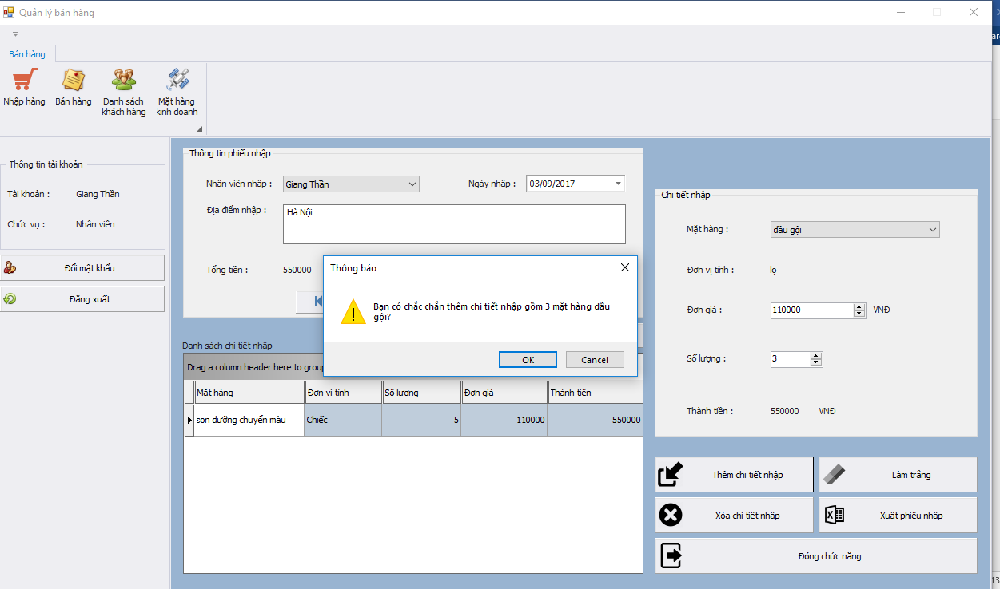 Quản lý bán hàng
Bán hàng
Nhập hàng
Bán hàng
Danh sách
khách hàng
Mặt hàng
kinh doanh
Thông tin tài khoản
Tài khoản :
Giang Thần
Chức vụ :
Nhân viên
Đổi mật khẩu
Đăng xuất
Thông tin phiếu nhập
Nhân viên nhập :
Giang Thần
Ngày nhập :
03/09/2017
Địa điểm nhập :
Hà Nội
Tổng tiền :
550000
Thông báo
Bạn có chắc chắn thêm chi tiết nhập gồm 3 mặt hàng dầu
gội?
OK
Cancel
Danh sách chi tiết nhập
Drag a column header here to group
Mặt hàng
Đơn vị tính
Số lượng
Đơn giá
Thành tiền
son dưỡng chuyển màu
Chiếc
5
110000
550000
Chi tiết nhập
Mặt hàng :
dầu gội
Đơn vị tính :
lọ
Đơn giá :
110000
VNĐ
Số lượng :
3
Thành tiền :
550000
VNĐ
Thêm chi tiết nhập
Làm trắng
Xóa chi tiết nhập
Xuất phiếu nhập
Đóng chức năng